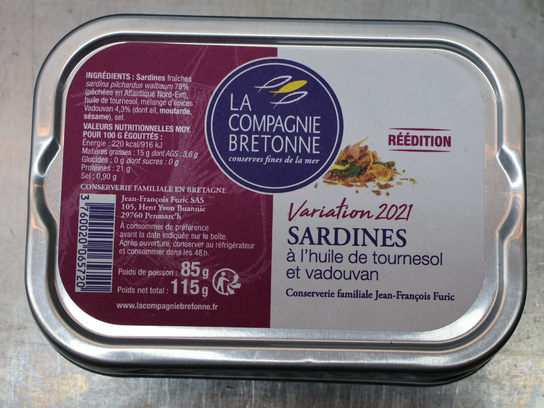 INGRÉDIENTS : Sardines fraîches
sardina pilchardus walbaum 78%
(pêchées en Atlantique Nord-Est),
huile de tournesol, mélange d'épices
Vadouvan 4,3% (dont ail, moutarde,
sésame), sel.
VALEURS NUTRITIONNELLES MOY.
POUR 100 G ÉGOUTTÉS :
Énergie : 220 kcal/916 kJ
Matières grasses : 15 g dont AGS : 3,6 g
Glucides : 0 g dont sucres : 0 g
Protéines : 21 g
Sel : 0,90 g
CONSERVERIE FAMILIALE EN BRETAGNE
Jean-François Furic SAS
105, Hent Yvon Buannic
29760 Penmarc'h
À consommer de préférence
avant la date indiquée sur la boîte.
Après ouverture, conserver au réfrigérateur
et consommer dans les 48 h.
3 760020 065720
Poids de poisson : 85 g
Poids net total : 115 g
www.lacompagniebretonne.fr
LA
COMPAGNIE
BRETONNE
conserves fines de la mer
RÉÉDITION
Variation 2021
SARDINES
à l'huile de tournesol
et vadouvan
Conserverie familiale Jean-François Furic